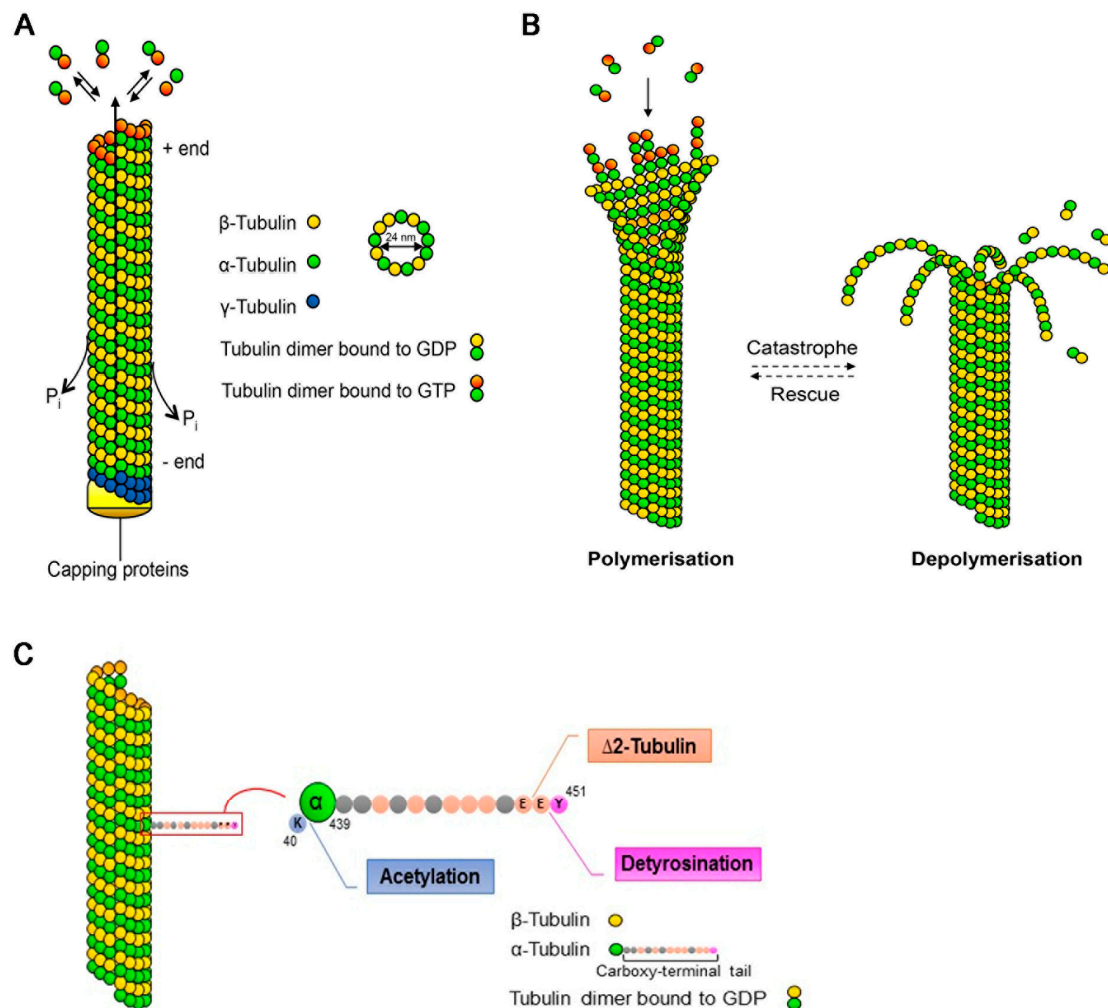 A
+ end
β-Tubulin
24 nm
α-Tubulin
γ-Tubulin
Tubulin dimer bound to GDP
Tubulin dimer bound to GTP
Pi
Pi
- end
Capping proteins
B
Catastrophe
Rescue
Polymerisation
Depolymerisation
C
Δ2-Tubulin
451
α
E E Y
K
40
439
Acetylation
Detyrosination
β-Tubulin
α-Tubulin
Carboxy-terminal tail
Tubulin dimer bound to GDP